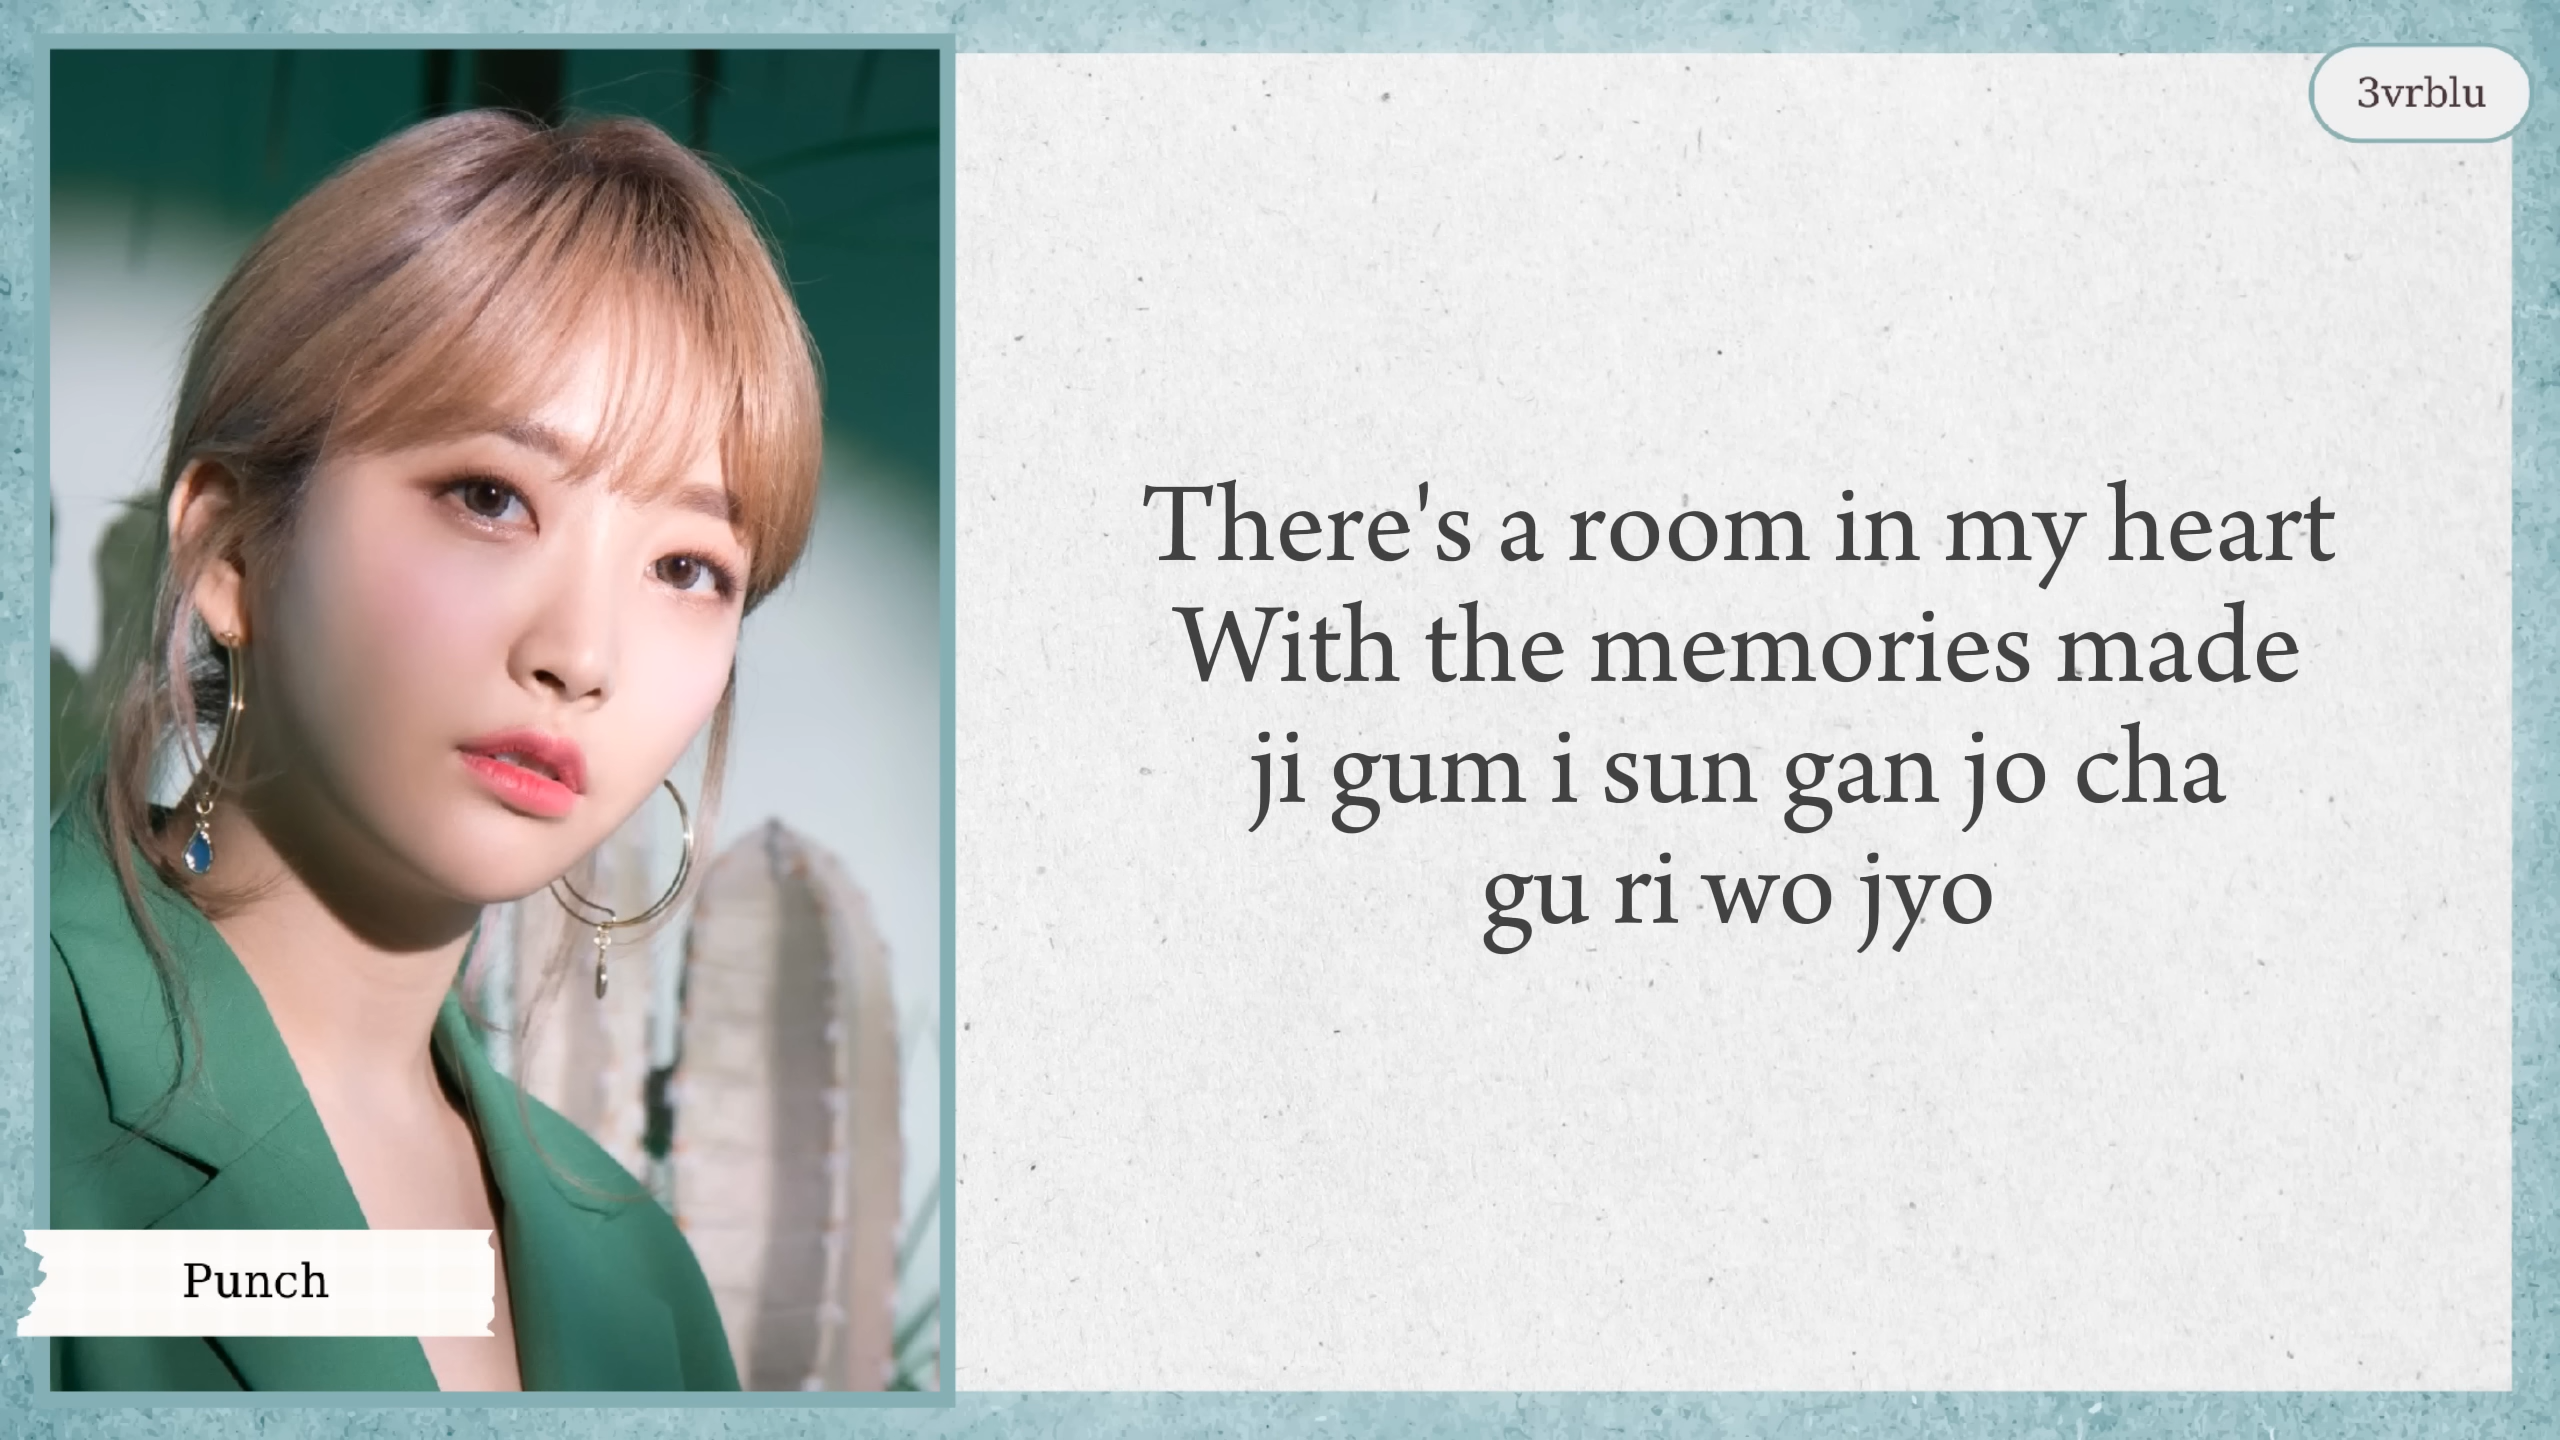 3vrblu
There's a room in my heart
With the memories made
ji gum i sun gan jo cha
gu ri wo jyo
Punch